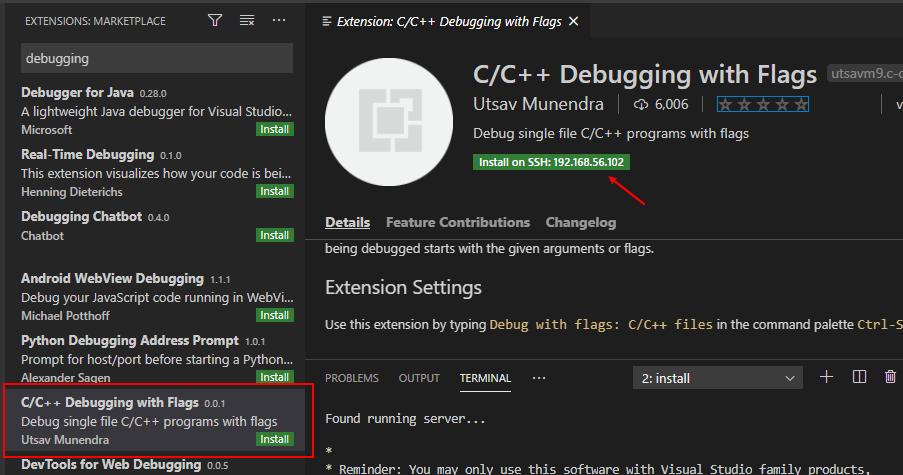 EXTENSIONS: MARKETPLACE
debugging
Debugger for Java 0.28.0
A lightweight Java debugger for Visual Studio...
Microsoft
Install
Real-Time Debugging 0.1.0
This extension visualizes how your code is bei...
Henning Dieterichs
Install
Debugging Chatbot 0.4.0
Chatbot
Install
Android WebView Debugging 1.1.1
Debug your JavaScript code running in WebVi...
Michael Potthoff
Install
Python Debugging Address Prompt 1.0.1
Prompt for host/port before starting a Python...
Alexander Sagen
Install
C/C++ Debugging with Flags 0.0.1
Debug single file C/C++ programs with flags
Utsav Munendra
Install
DevTools for Web Debugging 0.0.5
Extension: C/C++ Debugging with Flags
C/C++ Debugging with Flags utsavm9.c-c
Utsav Munendra 6,006
Debug single file C/C++ programs with flags
Install on SSH: 192.168.56.102
Details Feature Contributions Changelog
being debugged starts with the given arguments or flags.
Extension Settings
Use this extension by typing Debug with flags: C/C++ files in the command palette Ctrl-S
PROBLEMS OUTPUT TERMINAL ... 2: install
Found running server...
*
* Reminder: You may only use this software with Visual Studio family products,